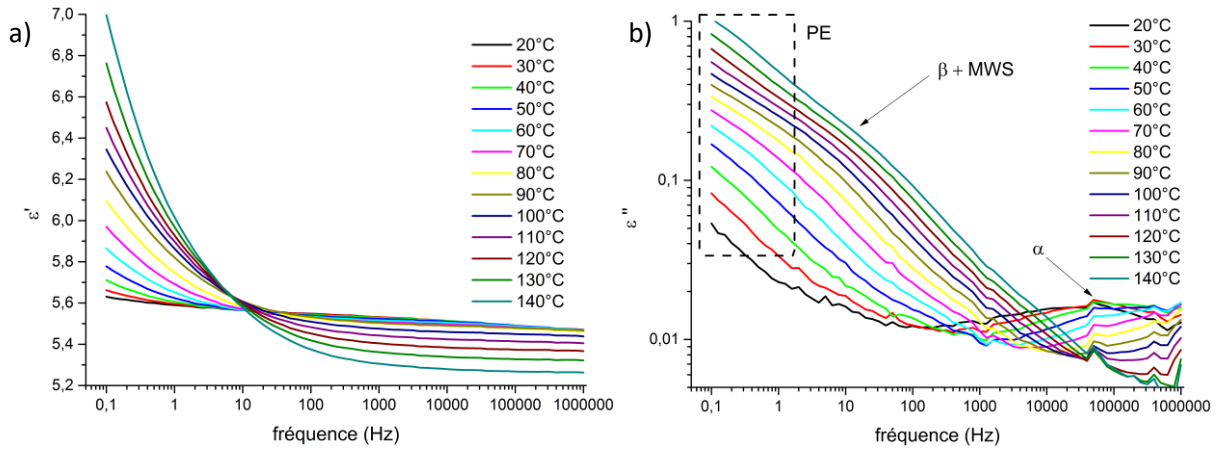 a)
7,0
6,8
6,6
6,4
6,2
6,0
5,8
5,6
5,4
5,2
ε'
0,1
1
10
100
1000
10000
100000
1000000
fréquence (Hz)
20°C
30°C
40°C
50°C
60°C
70°C
80°C
90°C
100°C
110°C
120°C
130°C
140°C
b)
1
0,1
0,01
ε''
PE
β + MWS
α
0,1
1
10
100
1000
10000
100000
1000000
fréquence (Hz)
20°C
30°C
40°C
50°C
60°C
70°C
80°C
90°C
100°C
110°C
120°C
130°C
140°C